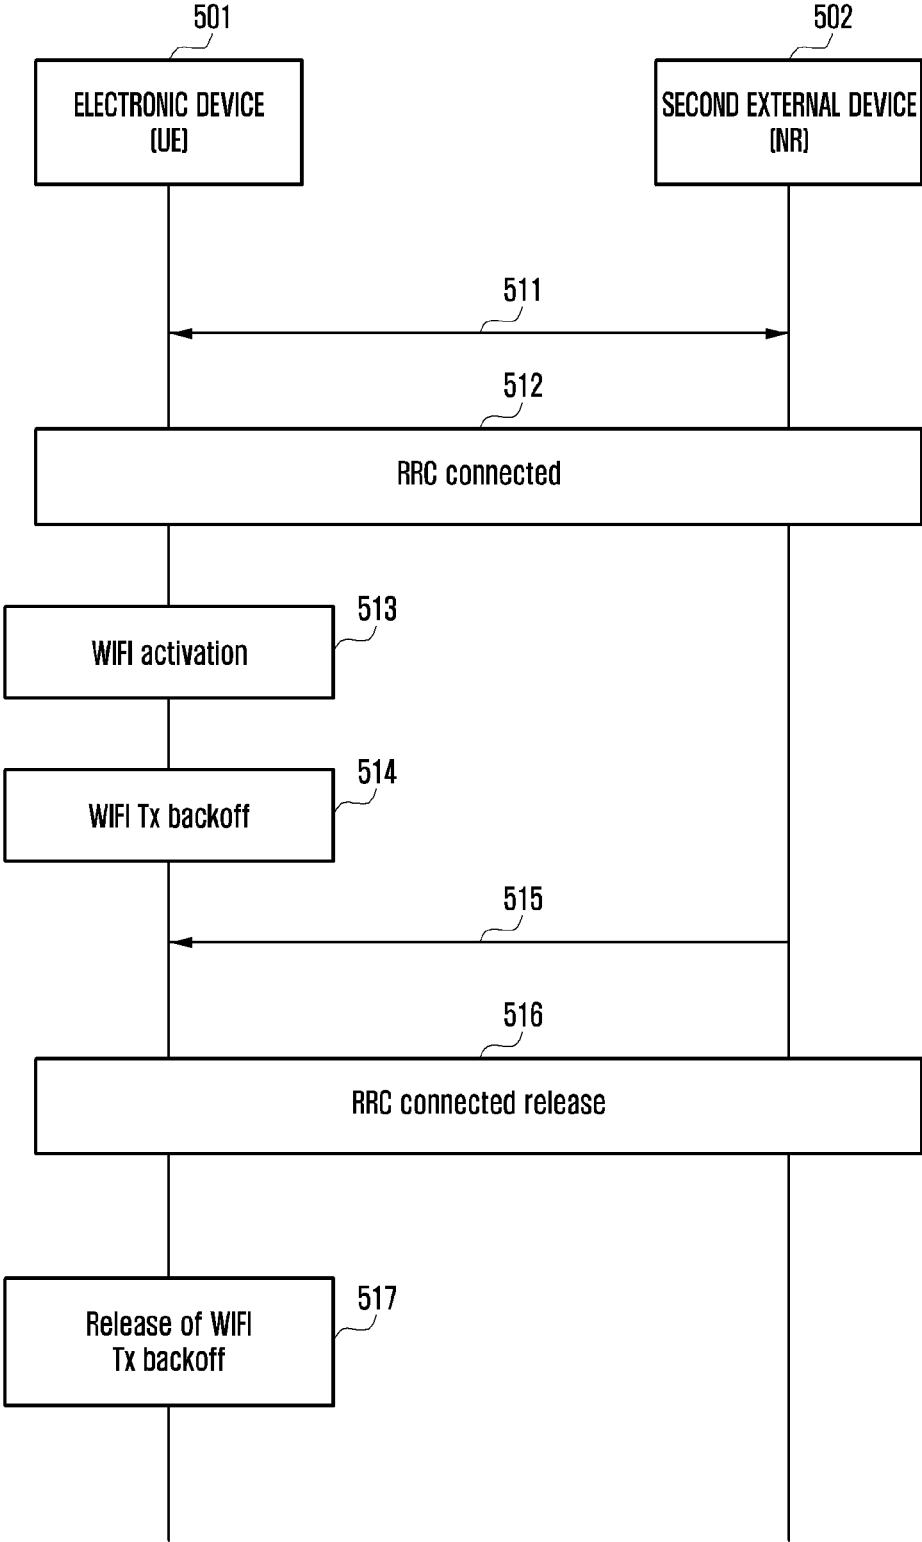 501
502
ELECTRONIC DEVICE
(UE)
SECOND EXTERNAL DEVICE
(NR)
511
512
RRC connected
513
WIFI activation
514
WIFI Tx backoff
515
516
RRC connected release
517
Release of WIFI
Tx backoff